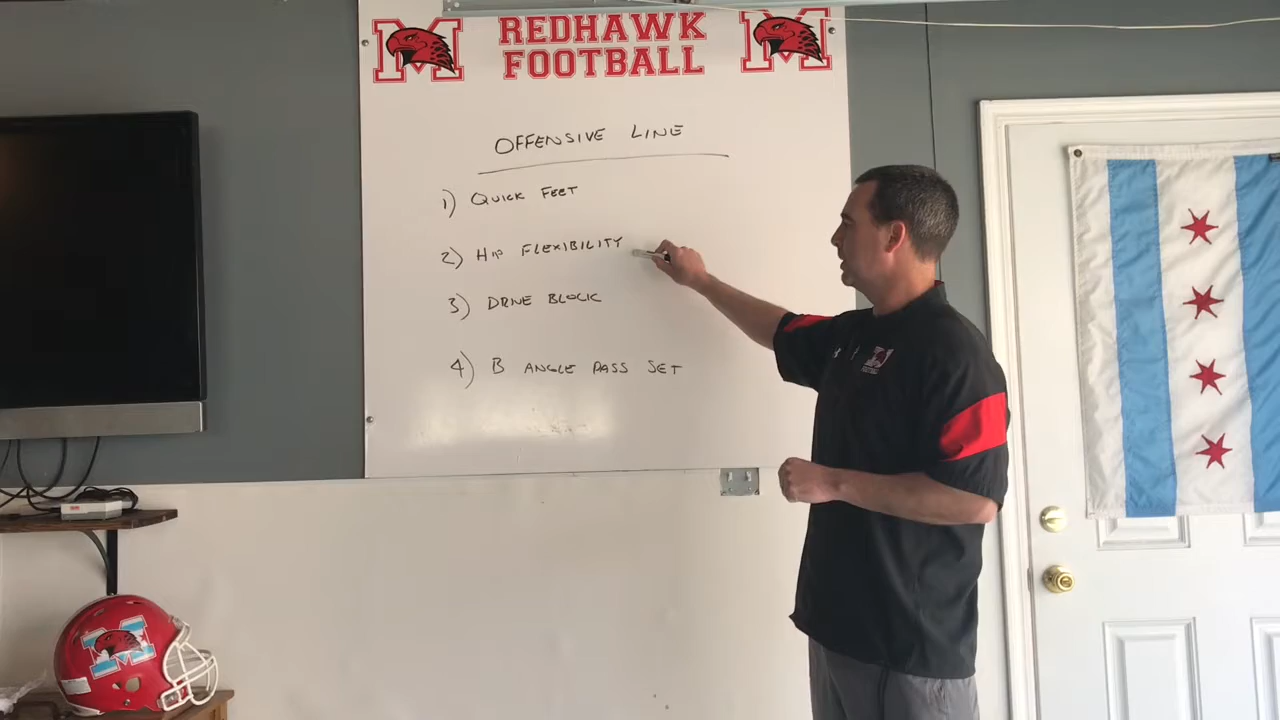 M REDHAWK M
FOOTBALL
OFFENSIVE LINE
1) QUICK FEET
2) HIP FLEXIBILITY
3) DRIVE BLOCK
4) B ANGLE PASS SET
M
M